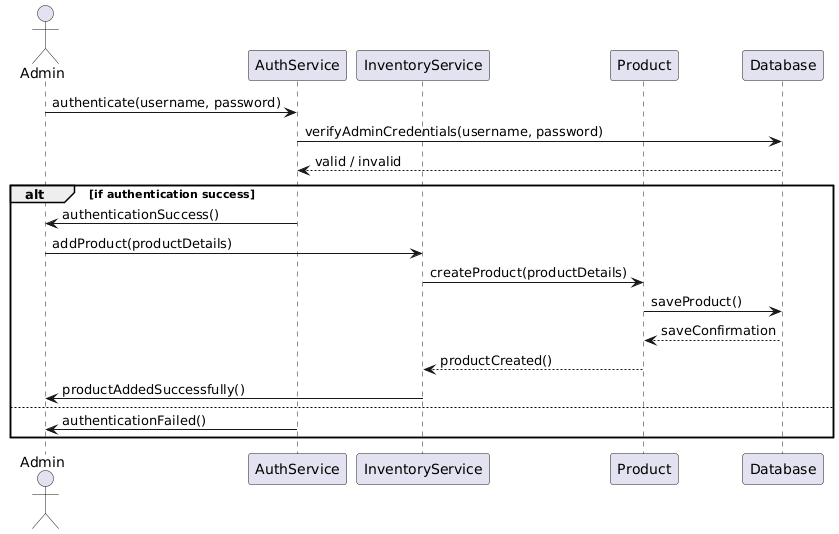 Admin
AuthService
InventoryService
Product
Database
authenticate(username, password)
verifyAdminCredentials(username, password)
valid / invalid
alt
[if authentication success]
authenticationSuccess()
addProduct(productDetails)
createProduct(productDetails)
saveProduct()
saveConfirmation
productCreated()
productAddedSuccessfully()
authenticationFailed()
Admin
AuthService
InventoryService
Product
Database